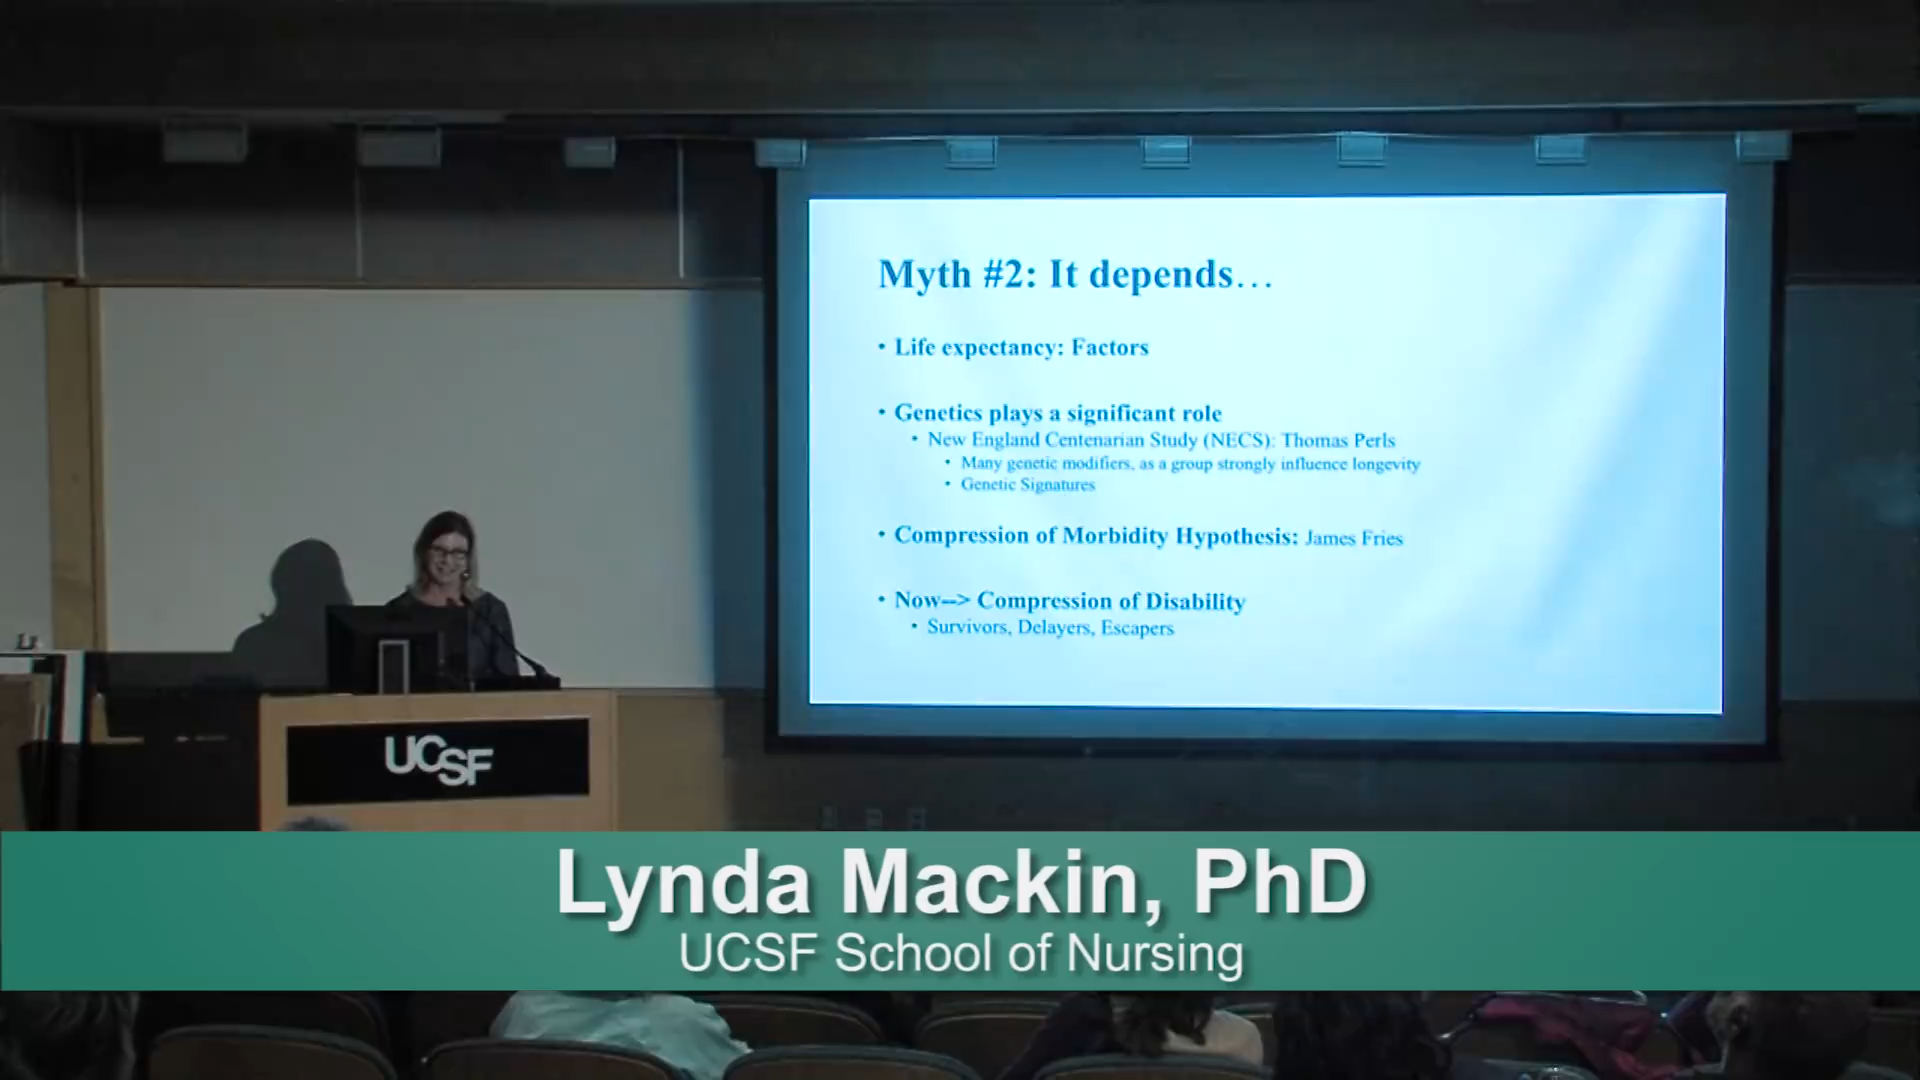 Myth #2: It depends…
• Life expectancy: Factors
• Genetics plays a significant role
• New England Centenarian Study (NECS): Thomas Perls
• Many genetic modifiers, as a group strongly influence longevity
• Genetic Signatures
• Compression of Morbidity Hypothesis: James Fries
• Now--> Compression of Disability
• Survivors, Delayers, Escapers
UCSF
Lynda Mackin, PhD
UCSF School of Nursing